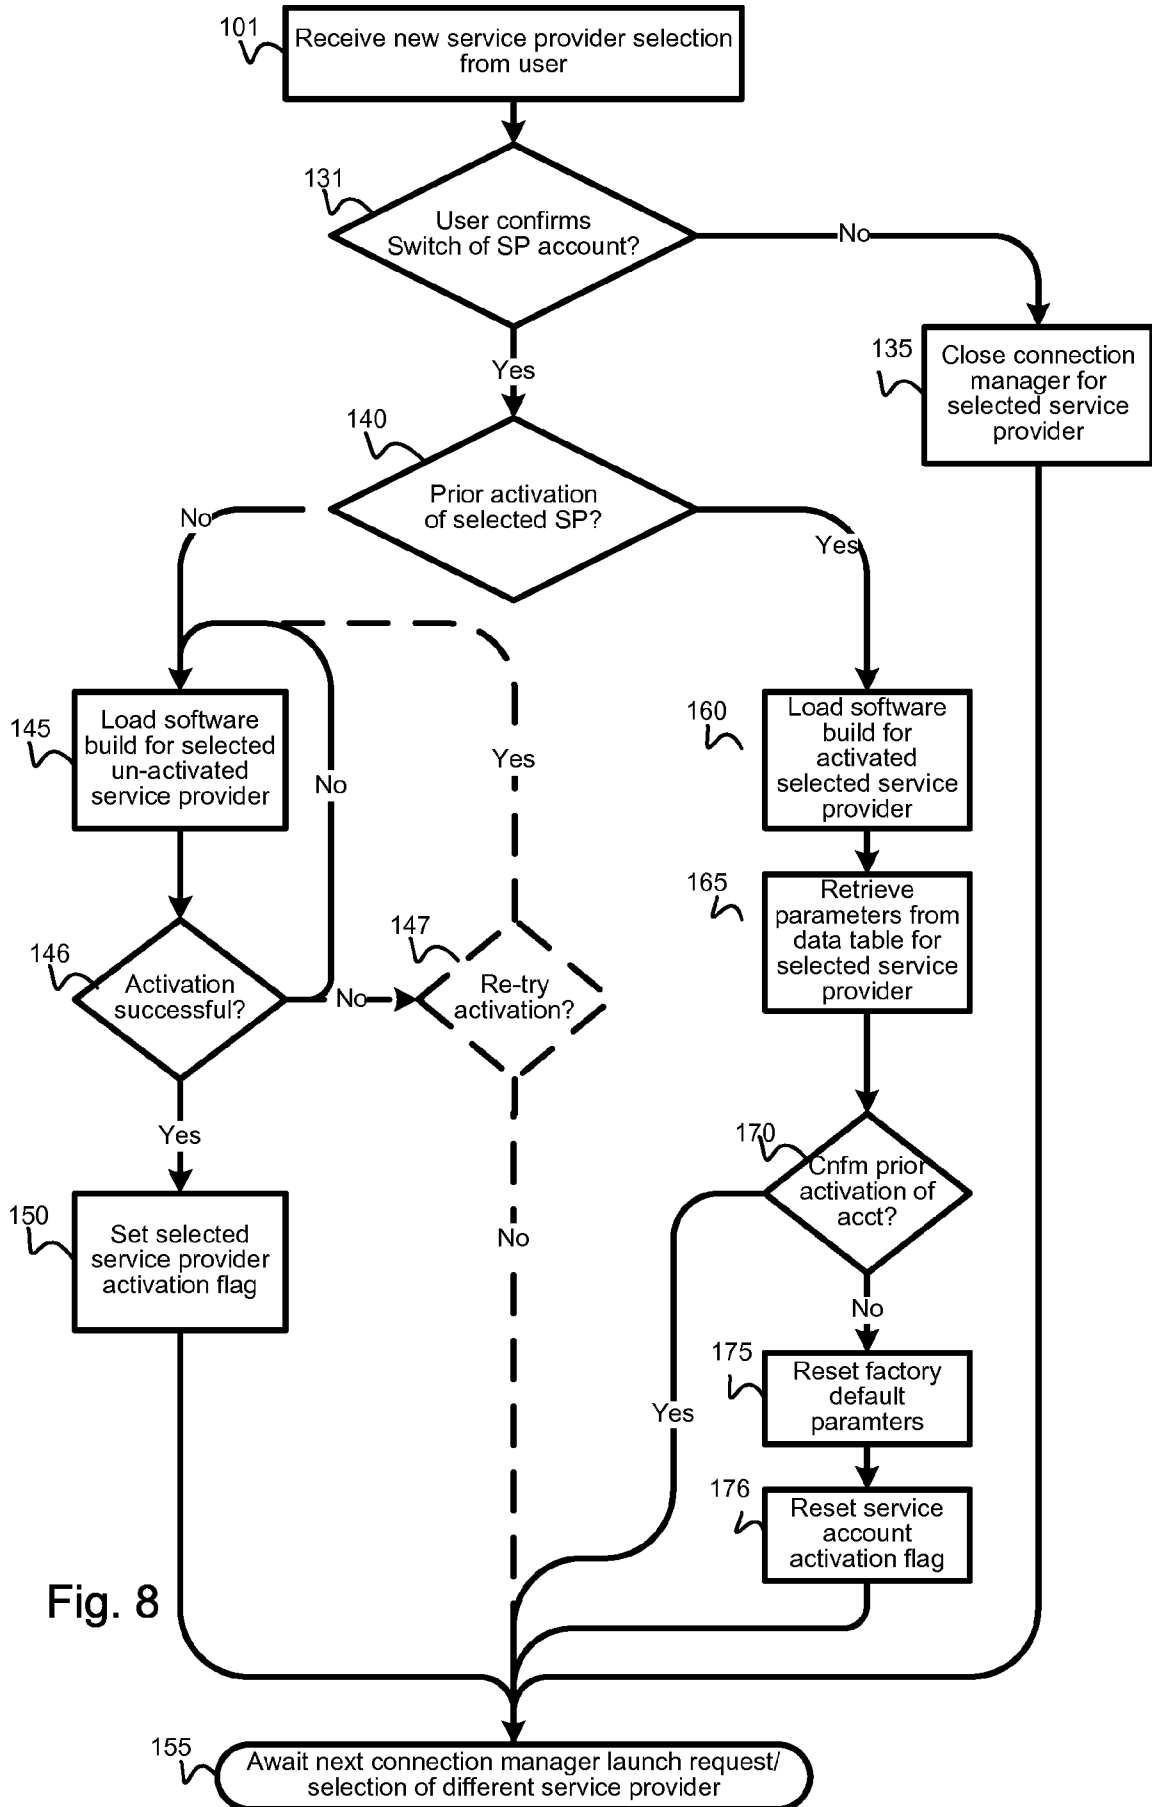 101
Receive new service provider selection
from user
131
User confirms
Switch of SP account?
No
Yes
135
Close connection
manager for
selected service
provider
140
Prior activation
of selected SP?
No
Yes
145
Load software
build for selected
un-activated
service provider
No
Yes
160
Load software
build for
activated
selected service
provider
165
Retrieve
parameters from
data table for
selected service
provider
146
Activation
successful?
No
147
Re-try
activation?
Yes
No
170
Cnfm prior
activation of
acct?
No
Yes
150
Set selected
service provider
activation flag
175
Reset factory
default
paramters
176
Reset service
account
activation flag
Fig. 8
155
Await next connection manager launch request/
selection of different service provider